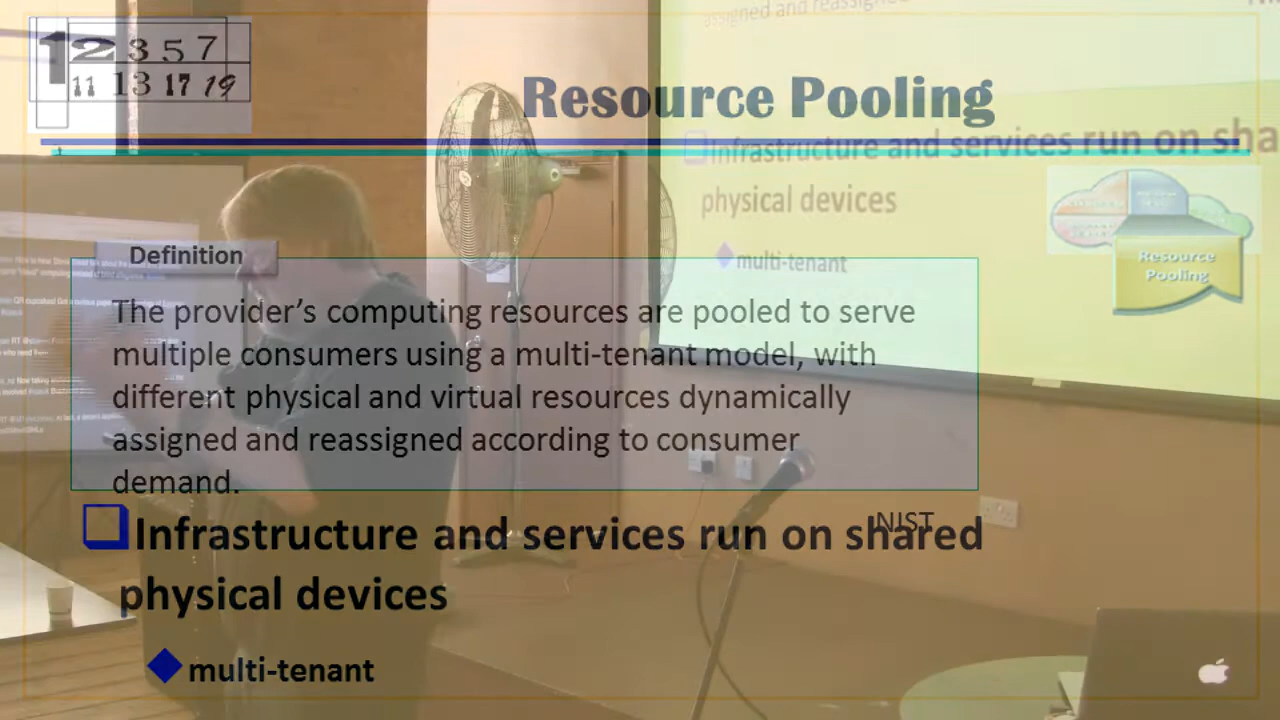 1 2 3 5 7
11 13 17 19
Resource Pooling
assigned and reassigned
Infrastructure and services run on sha
physical devices
multi-tenant
Resource
Pooling
Definition
The provider's computing resources are pooled to serve
multiple consumers using a multi-tenant model, with
different physical and virtual resources dynamically
assigned and reassigned according to consumer
demand.
NIST
Infrastructure and services run on shared
physical devices
multi-tenant